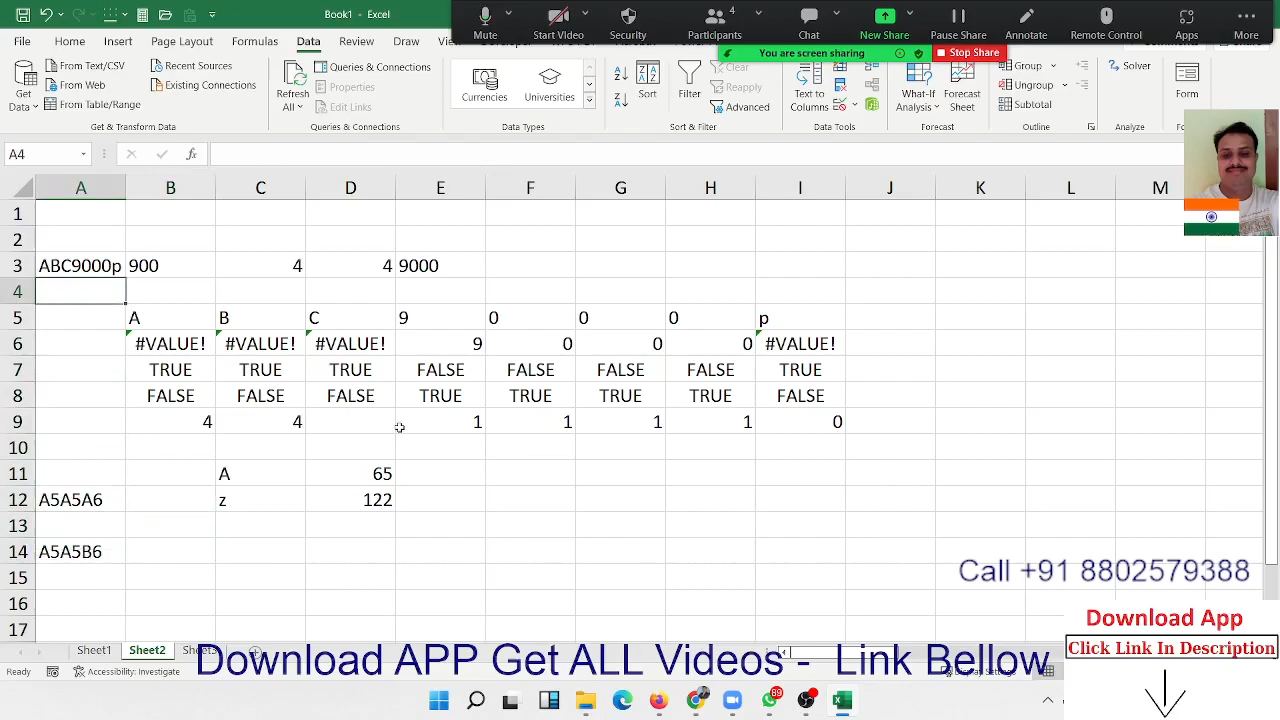 Book1 - Excel
Mute
Start Video
Security
4
Participants
Chat
New Share
Pause Share
Annotate
Remote Control
Apps
More
You are screen sharing
Stop Share
File
Home
Insert
Page Layout
Formulas
Data
Review
View
Get
Data
From Text/CSV
From Web
From Table/Range
Recent Sources
Existing Connections
Get & Transform Data
Refresh
All
Queries & Connections
Properties
Edit Links
Queries & Connections
Currencies
Universities
Data Types
Sort
Filter
Clear
Reapply
Advanced
Sort & Filter
Text to
Columns
Data Tools
What-If
Analysis
Forecast
Sheet
Forecast
Group
Ungroup
Subtotal
Outline
Solver
Analyze
Form
A4
fx
A B C D E F G H I J K L M
1
2
3 ABC9000p 900 4 4 9000
4
5 A B C 9 0 0 0 p
6 #VALUE! #VALUE! #VALUE! 9 0 0 0 #VALUE!
7 TRUE TRUE TRUE FALSE FALSE FALSE FALSE TRUE
8 FALSE FALSE FALSE TRUE TRUE TRUE TRUE FALSE
9 4 4 1 1 1 1 0
10
11 A 65
12 A5A5A6 z 122
13
14 A5A5B6
15
16
17
Call +91 8802579388
Download App
Click Link In Description
Sheet1
Sheet2
Download APP Get ALL Videos - Link Bellow
Ready
Accessibility: Investigate
89